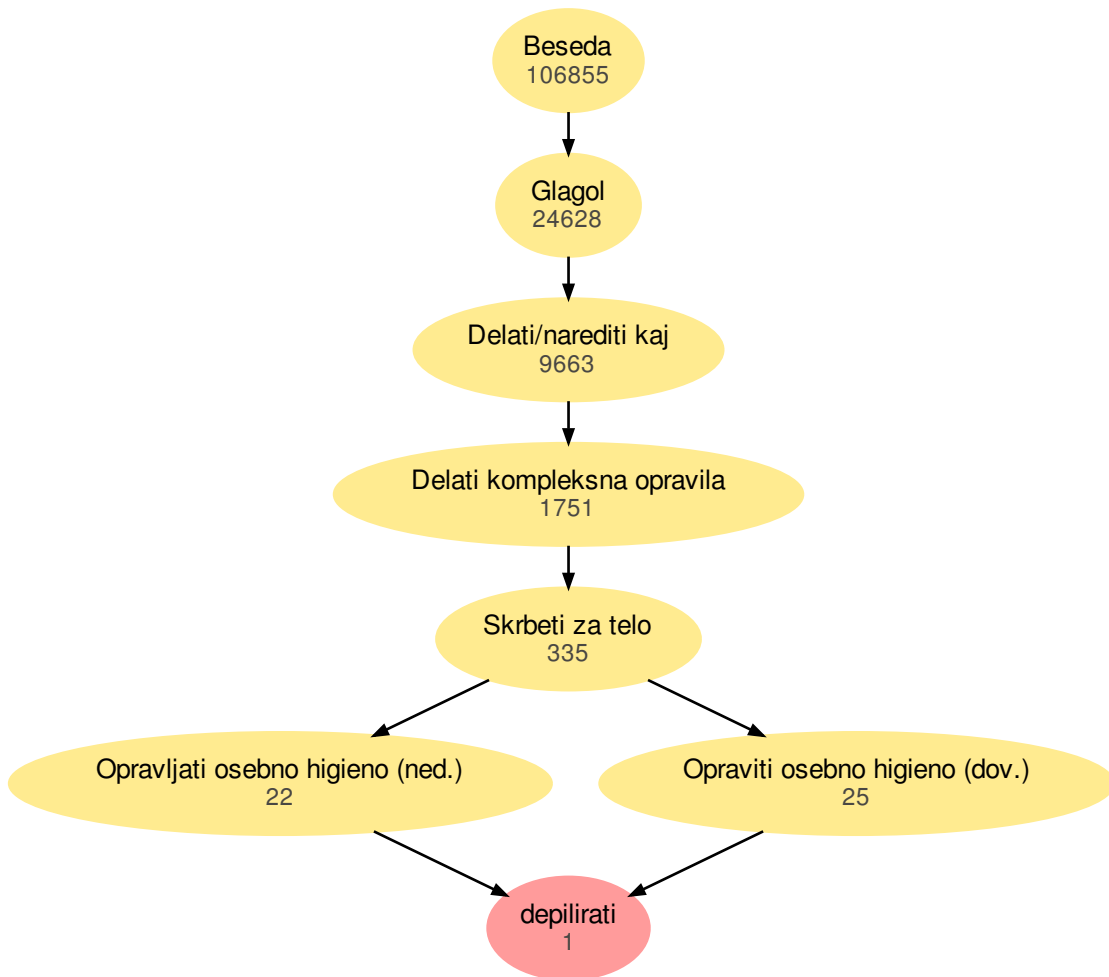 Beseda
106855
Glagol
24628
Delati/narediti kaj
9663
Delati kompleksna opravila
1751
Skrbeti za telo
335
Opravljati osebno higieno (ned.)
22
Opraviti osebno higieno (dov.)
25
depilirati
1